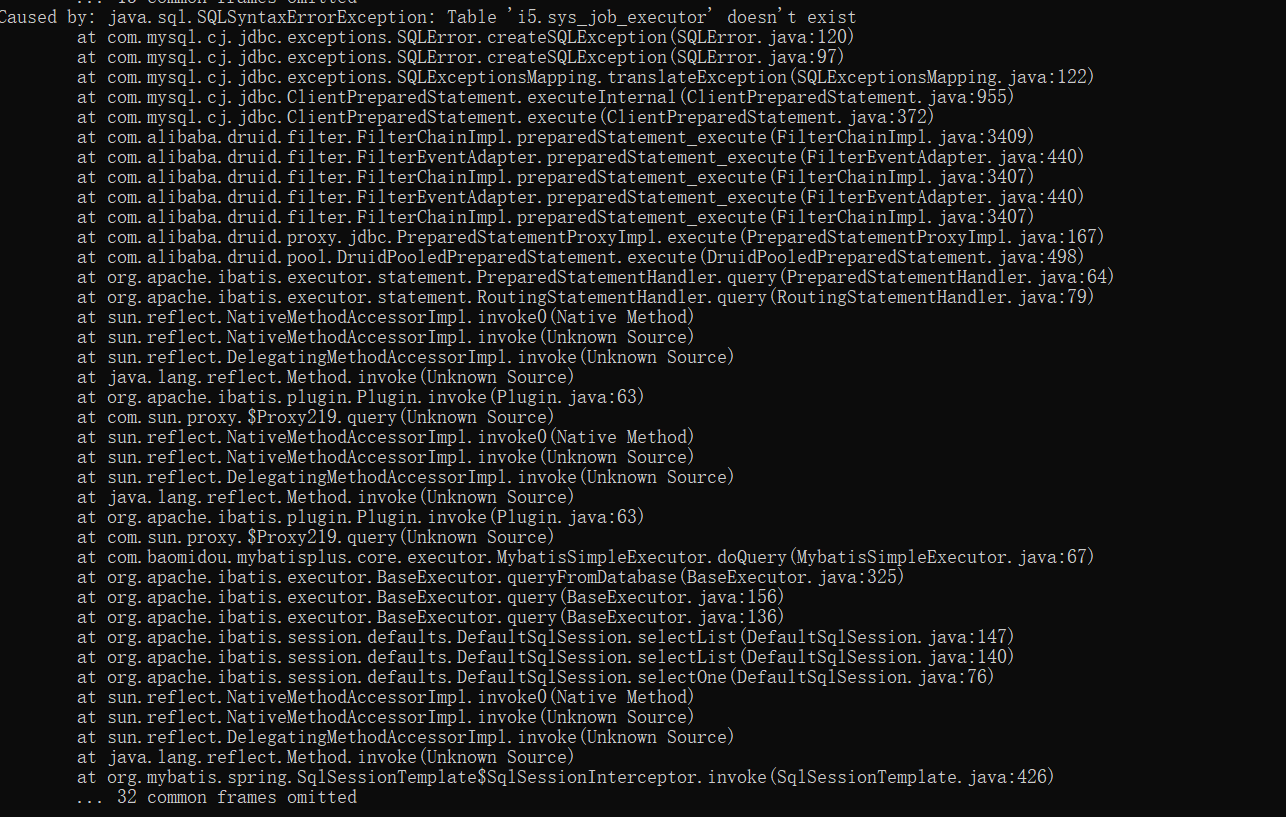 ... 15 common frames omitted
Caused by: java.sql.SQLSyntaxErrorException: Table 'i5.sys_job_executor' doesn't exist
at com.mysql.cj.jdbc.exceptions.SQLError.createSQLException(SQLError.java:120)
at com.mysql.cj.jdbc.exceptions.SQLError.createSQLException(SQLError.java:97)
at com.mysql.cj.jdbc.exceptions.SQLExceptionsMapping.translateException(SQLExceptionsMapping.java:122)
at com.mysql.cj.jdbc.ClientPreparedStatement.executeInternal(ClientPreparedStatement.java:955)
at com.mysql.cj.jdbc.ClientPreparedStatement.execute(ClientPreparedStatement.java:372)
at com.alibaba.druid.filter.FilterChainImpl.preparedStatement_execute(FilterChainImpl.java:3409)
at com.alibaba.druid.filter.FilterEventAdapter.preparedStatement_execute(FilterEventAdapter.java:440)
at com.alibaba.druid.filter.FilterChainImpl.preparedStatement_execute(FilterChainImpl.java:3407)
at com.alibaba.druid.filter.FilterEventAdapter.preparedStatement_execute(FilterEventAdapter.java:440)
at com.alibaba.druid.filter.FilterChainImpl.preparedStatement_execute(FilterChainImpl.java:3407)
at com.alibaba.druid.proxy.jdbc.PreparedStatementProxyImpl.execute(PreparedStatementProxyImpl.java:167)
at com.alibaba.druid.pool.DruidPooledPreparedStatement.execute(DruidPooledPreparedStatement.java:498)
at org.apache.ibatis.executor.statement.PreparedStatementHandler.query(PreparedStatementHandler.java:64)
at org.apache.ibatis.executor.statement.RoutingStatementHandler.query(RoutingStatementHandler.java:79)
at sun.reflect.NativeMethodAccessorImpl.invoke0(Native Method)
at sun.reflect.NativeMethodAccessorImpl.invoke(Unknown Source)
at sun.reflect.DelegatingMethodAccessorImpl.invoke(Unknown Source)
at java.lang.reflect.Method.invoke(Unknown Source)
at org.apache.ibatis.plugin.Plugin.invoke(Plugin.java:63)
at com.sun.proxy.$Proxy219.query(Unknown Source)
at sun.reflect.NativeMethodAccessorImpl.invoke0(Native Method)
at sun.reflect.NativeMethodAccessorImpl.invoke(Unknown Source)
at sun.reflect.DelegatingMethodAccessorImpl.invoke(Unknown Source)
at java.lang.reflect.Method.invoke(Unknown Source)
at org.apache.ibatis.plugin.Plugin.invoke(Plugin.java:63)
at com.sun.proxy.$Proxy219.query(Unknown Source)
at com.baomidou.mybatisplus.core.executor.MybatisSimpleExecutor.doQuery(MybatisSimpleExecutor.java:67)
at org.apache.ibatis.executor.BaseExecutor.queryFromDatabase(BaseExecutor.java:325)
at org.apache.ibatis.executor.BaseExecutor.query(BaseExecutor.java:156)
at org.apache.ibatis.executor.BaseExecutor.query(BaseExecutor.java:136)
at org.apache.ibatis.session.defaults.DefaultSqlSession.selectList(DefaultSqlSession.java:147)
at org.apache.ibatis.session.defaults.DefaultSqlSession.selectList(DefaultSqlSession.java:140)
at org.apache.ibatis.session.defaults.DefaultSqlSession.selectOne(DefaultSqlSession.java:76)
at sun.reflect.NativeMethodAccessorImpl.invoke0(Native Method)
at sun.reflect.NativeMethodAccessorImpl.invoke(Unknown Source)
at sun.reflect.DelegatingMethodAccessorImpl.invoke(Unknown Source)
at java.lang.reflect.Method.invoke(Unknown Source)
at org.mybatis.spring.SqlSessionTemplate$SqlSessionInterceptor.invoke(SqlSessionTemplate.java:426)
... 32 common frames omitted